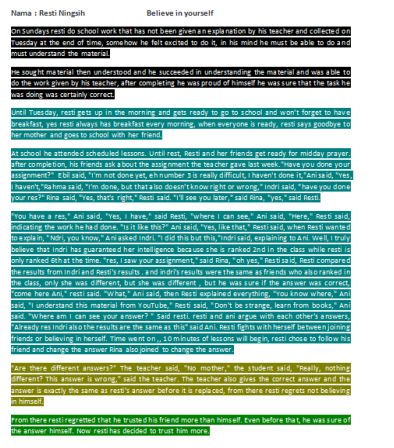 Nama : Resti Ningsih Believe in yourself
On Sundays resti do school work that has not been given an explanation by his teacher and collected on
Tuesday at the end of time, somehow he felt excited to do it, in his mind he must be able to do and
must understand the material.
He sought material then understood and he succeeded in understanding the material and was able to
do the work given by his teacher, after completing he was proud of himself he was sure that the task he
was doing was certainly correct.
Until Tuesday, resti gets up in the morning and gets ready to go to school and won't forget to have
breakfast, yes resti always has breakfast every morning, when everyone is ready, resti says goodbye to
her mother and goes to school with her friend.
At school he attended scheduled lessons. Until rest, Resti and her friends get ready for midday prayer.
after completion, his friends ask about the assignment the teacher gave last week. "Have you done your
assignment?" Ebil said, "I'm not done yet, eh number 3 is really difficult, I haven't done it,"Ani said, "Yes,
I haven't,"Rahma said, "I'm done, but that also doesn't know right or wrong," Indri said, "have you done
your res?" Rina said, "Yes, that's right," Resti said. "I'll see you later," said Rina, "yes," said Resti.
"You have a res," Ani said, "Yes, I have," said Resti, "where I can see," Ani said, "Here," Resti said,
indicating the work he had done. "Is it like this?" Ani said, "Yes, like that," Resti said, when Resti wanted
to explain, "Ndri, you know," Ani asked Indri. "I did this but this,"Indri said, explaining to Ani. Well, I truly
believe that Indri has guaranteed her intelligence because she is ranked 2nd in the class while resti is
only ranked 6th at the time. "res, I saw your assignment," said Rina, "oh yes," Resti said, Resti compared
the results from Indri and Resti's results . and indri's results were the same as friends who also ranked in
the class, only she was different, but she was different , but he was sure if the answer was correct,
"come here Ani," resti said. "What," Ani said, then Resti explained everything, "You know where," Ani
said, "I understand this material from YouTube," Resti said, "Don't be strange, learn from books," Ani
said. "Where am I can see your answer? " Said resti. resti and ani argue with each other's answers,
"Already res Indri also the results are the same as this" said Ani. Resti fights with herself between joining
friends or believing in herself. Time went on ,, 10 minutes of lessons will begin, resti chose to follow his
friend and change the answer Rina also joined to change the answer.
"Are there different answers?" The teacher said, "No mother," the student said, "Really, nothing
different? This answer is wrong," said the teacher. The teacher also gives the correct answer and the
answer is exactly the same as resti's answer before it is replaced, from there resti regrets not believing
in himself.
From there resti regretted that he trusted his friend more than himself. Even before that, he was sure of
the answer himself. Now resti has decided to trust him more.